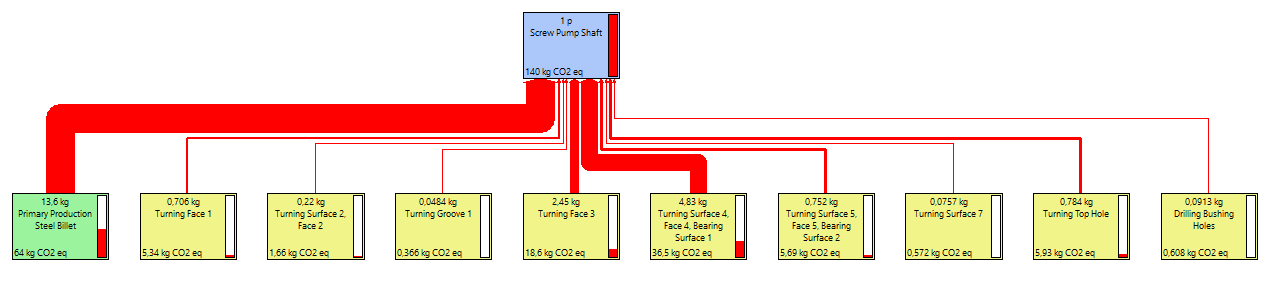 1 p
Screw Pump Shaft
140 kg CO2 eq
13,6 kg
Primary Production
Steel Billet
64 kg CO2 eq
0,706 kg
Turning Face 1
5,34 kg CO2 eq
0,22 kg
Turning Surface 2,
Face 2
1,66 kg CO2 eq
0,0484 kg
Turning Groove 1
0,366 kg CO2 eq
2,45 kg
Turning Face 3
18,6 kg CO2 eq
4,83 kg
Turning Surface 4,
Face 4, Bearing
Surface 1
36,5 kg CO2 eq
0,752 kg
Turning Surface 5,
Face 5, Bearing
Surface 2
5,69 kg CO2 eq
0,0757 kg
Turning Surface 7
0,572 kg CO2 eq
0,784 kg
Turning Top Hole
5,93 kg CO2 eq
0,0913 kg
Drilling Bushing
Holes
0,608 kg CO2 eq